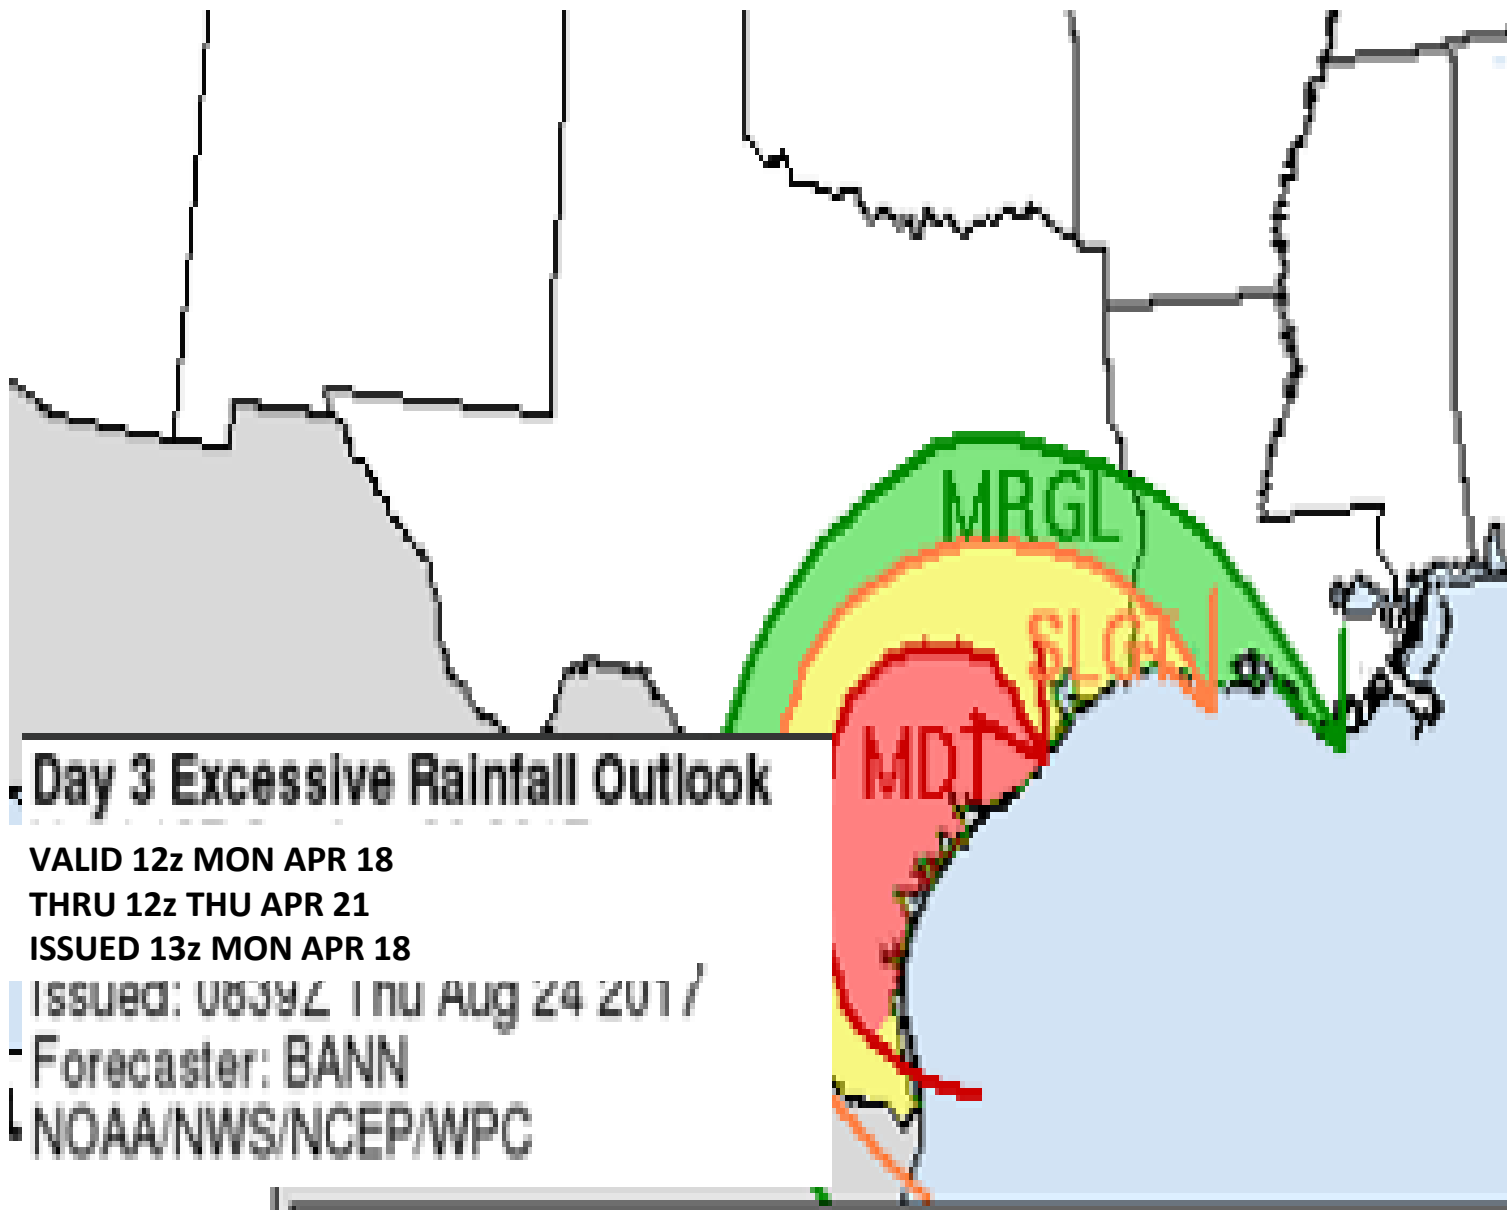 MRGL
SLGT
MDT
Day 3 Excessive Rainfall Outlook
VALID 12z MON APR 18
THRU 12z THU APR 21
ISSUED 13z MON APR 18
Issued: 0839Z Thu Aug 24 2017
Forecaster: BANN
NOAA/NWS/NCEP/WPC